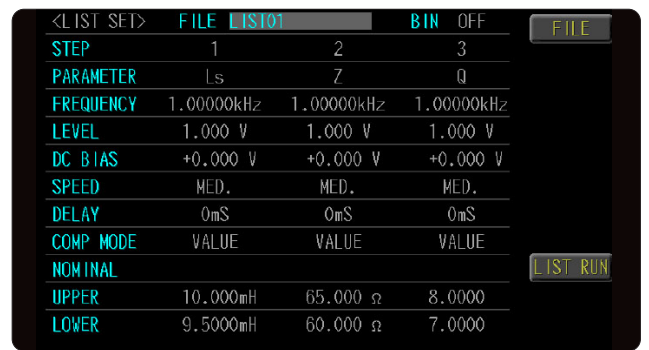 <LIST SET> FILE LIST01 BIN OFF FILE
STEP 1 2 3
PARAMETER Ls Z Q
FREQUENCY 1.00000kHz 1.00000kHz 1.00000kHz
LEVEL 1.000 V 1.000 V 1.000 V
DC BIAS +0.000 V +0.000 V +0.000 V
SPEED MED. MED. MED.
DELAY 0mS 0mS 0mS
COMP MODE VALUE VALUE VALUE
NOMINAL LIST RUN
UPPER 10.000mH 65.000 Ω 8.0000
LOWER 9.5000mH 60.000 Ω 7.0000